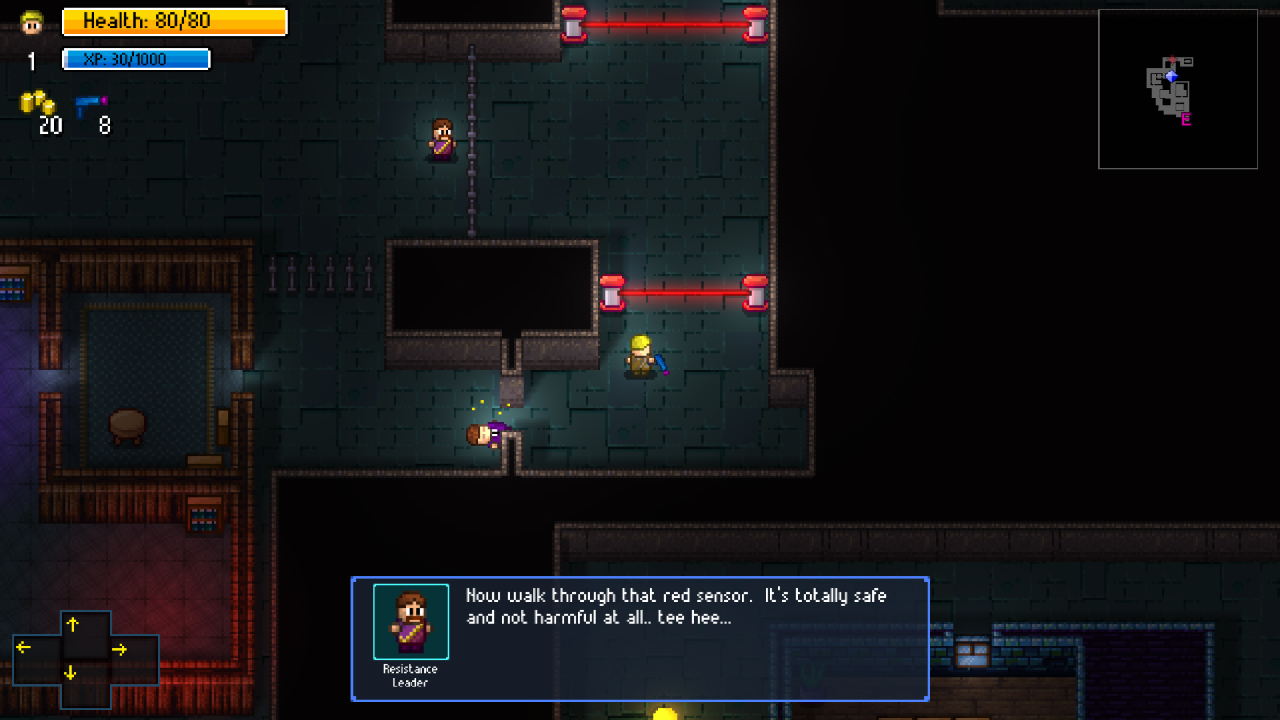 Health: 80/80
1
XP: 30/1000
20
8
E
Now walk through that red sensor. It's totally safe
and not harmful at all.. tee hee...
Resistance
Leader